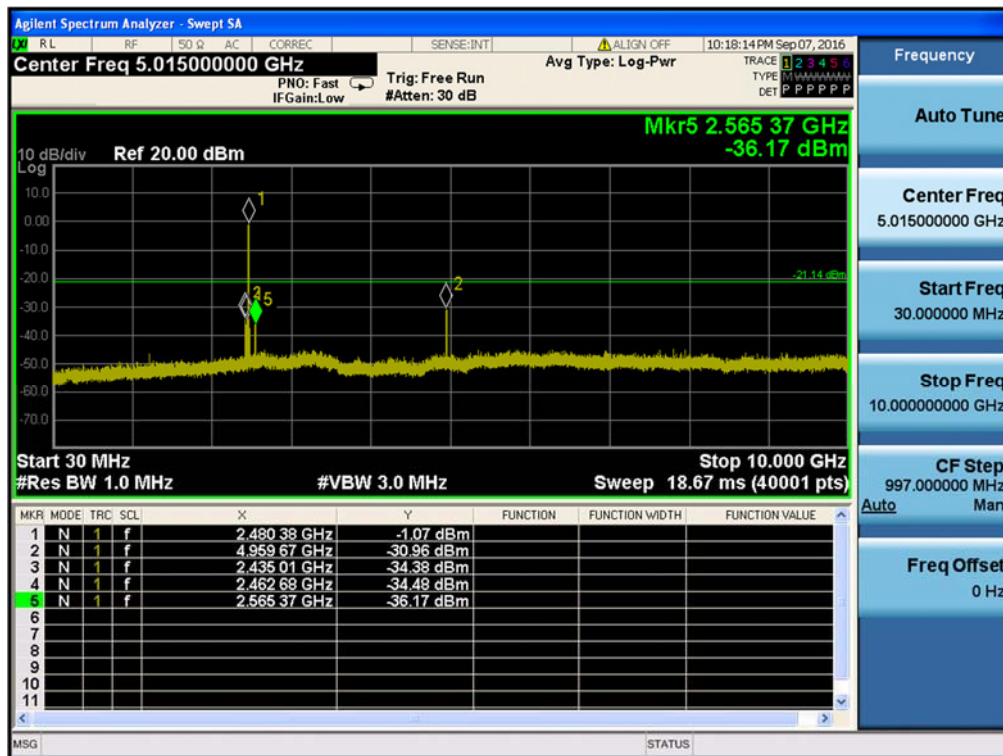 Agilent Spectrum Analyzer - Swept SA
LXI RL RF 50 Ω AC CORREC SENSE:INT ALIGN OFF 10:18:14 PM Sep 07, 2016
Center Freq 5.015000000 GHz
PNO: Fast
IFGain:Low
Trig: Free Run
#Atten: 30 dB
Avg Type: Log-Pwr
TRACE 1 2 3 4 5 6
TYPE M WWWWW
DET P P P P P P
Mkr5 2.565 37 GHz
-36.17 dBm
10 dB/div Ref 20.00 dBm
Log
10.0
0.00
-10.0
-20.0
-30.0
-40.0
-50.0
-60.0
-70.0
1
2
3
5
-21.14 dBm
Start 30 MHz Stop 10.000 GHz
#Res BW 1.0 MHz #VBW 3.0 MHz Sweep 18.67 ms (40001 pts)
MKR MODE TRC SCL X Y FUNCTION FUNCTION WIDTH FUNCTION VALUE
1 N 1 f 2.480 38 GHz -1.07 dBm
2 N 1 f 4.959 67 GHz -30.96 dBm
3 N 1 f 2.435 01 GHz -34.38 dBm
4 N 1 f 2.462 68 GHz -34.48 dBm
5 N 1 f 2.565 37 GHz -36.17 dBm
6
7
8
9
10
11
MSG STATUS
Frequency
Auto Tune
Center Freq
5.015000000 GHz
Start Freq
30.000000 MHz
Stop Freq
10.000000000 GHz
CF Step
997.000000 MHz
Auto Man
Freq Offset
0 Hz